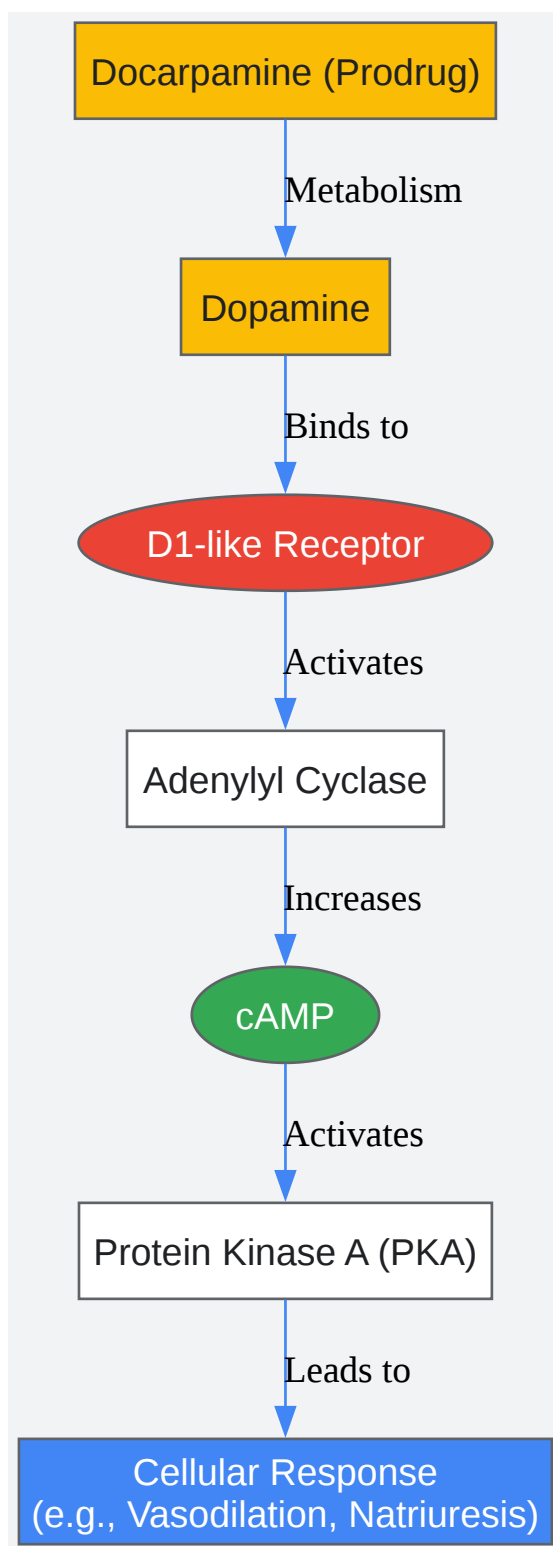 Docarpamine (Prodrug)
Metabolism
Dopamine
Binds to
D1-like Receptor
Activates
Adenylyl Cyclase
Increases
cAMP
Activates
Protein Kinase A (PKA)
Leads to
Cellular Response
(e.g., Vasodilation, Natriuresis)